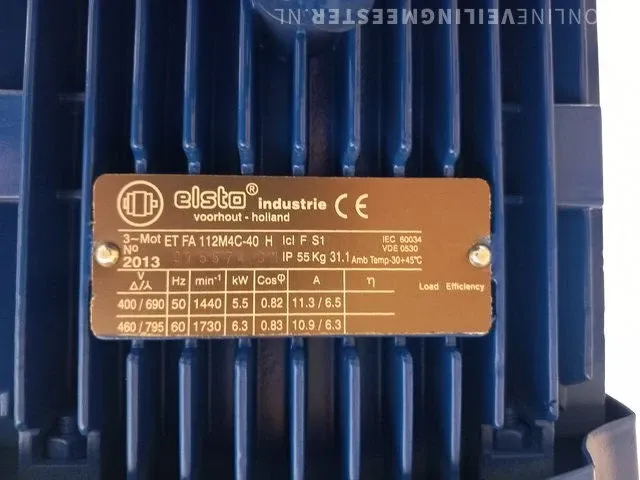 ONLINEVEILINGMEESTER.NL
elsto® industrie CE
voorhout - holland
3~Mot ET FA 112M4C-40 H Icl F S1 IEC 60034
VDE 0530
No
2013 IP 55 Kg 31.1 Amb Temp-30+45°C
V
Δ/⅄ Hz min⁻¹ kW Cosφ A η Load Efficiency
400 / 690 50 1440 5.5 0.82 11.3 / 6.5
460 / 795 60 1730 6.3 0.83 10.9 / 6.3